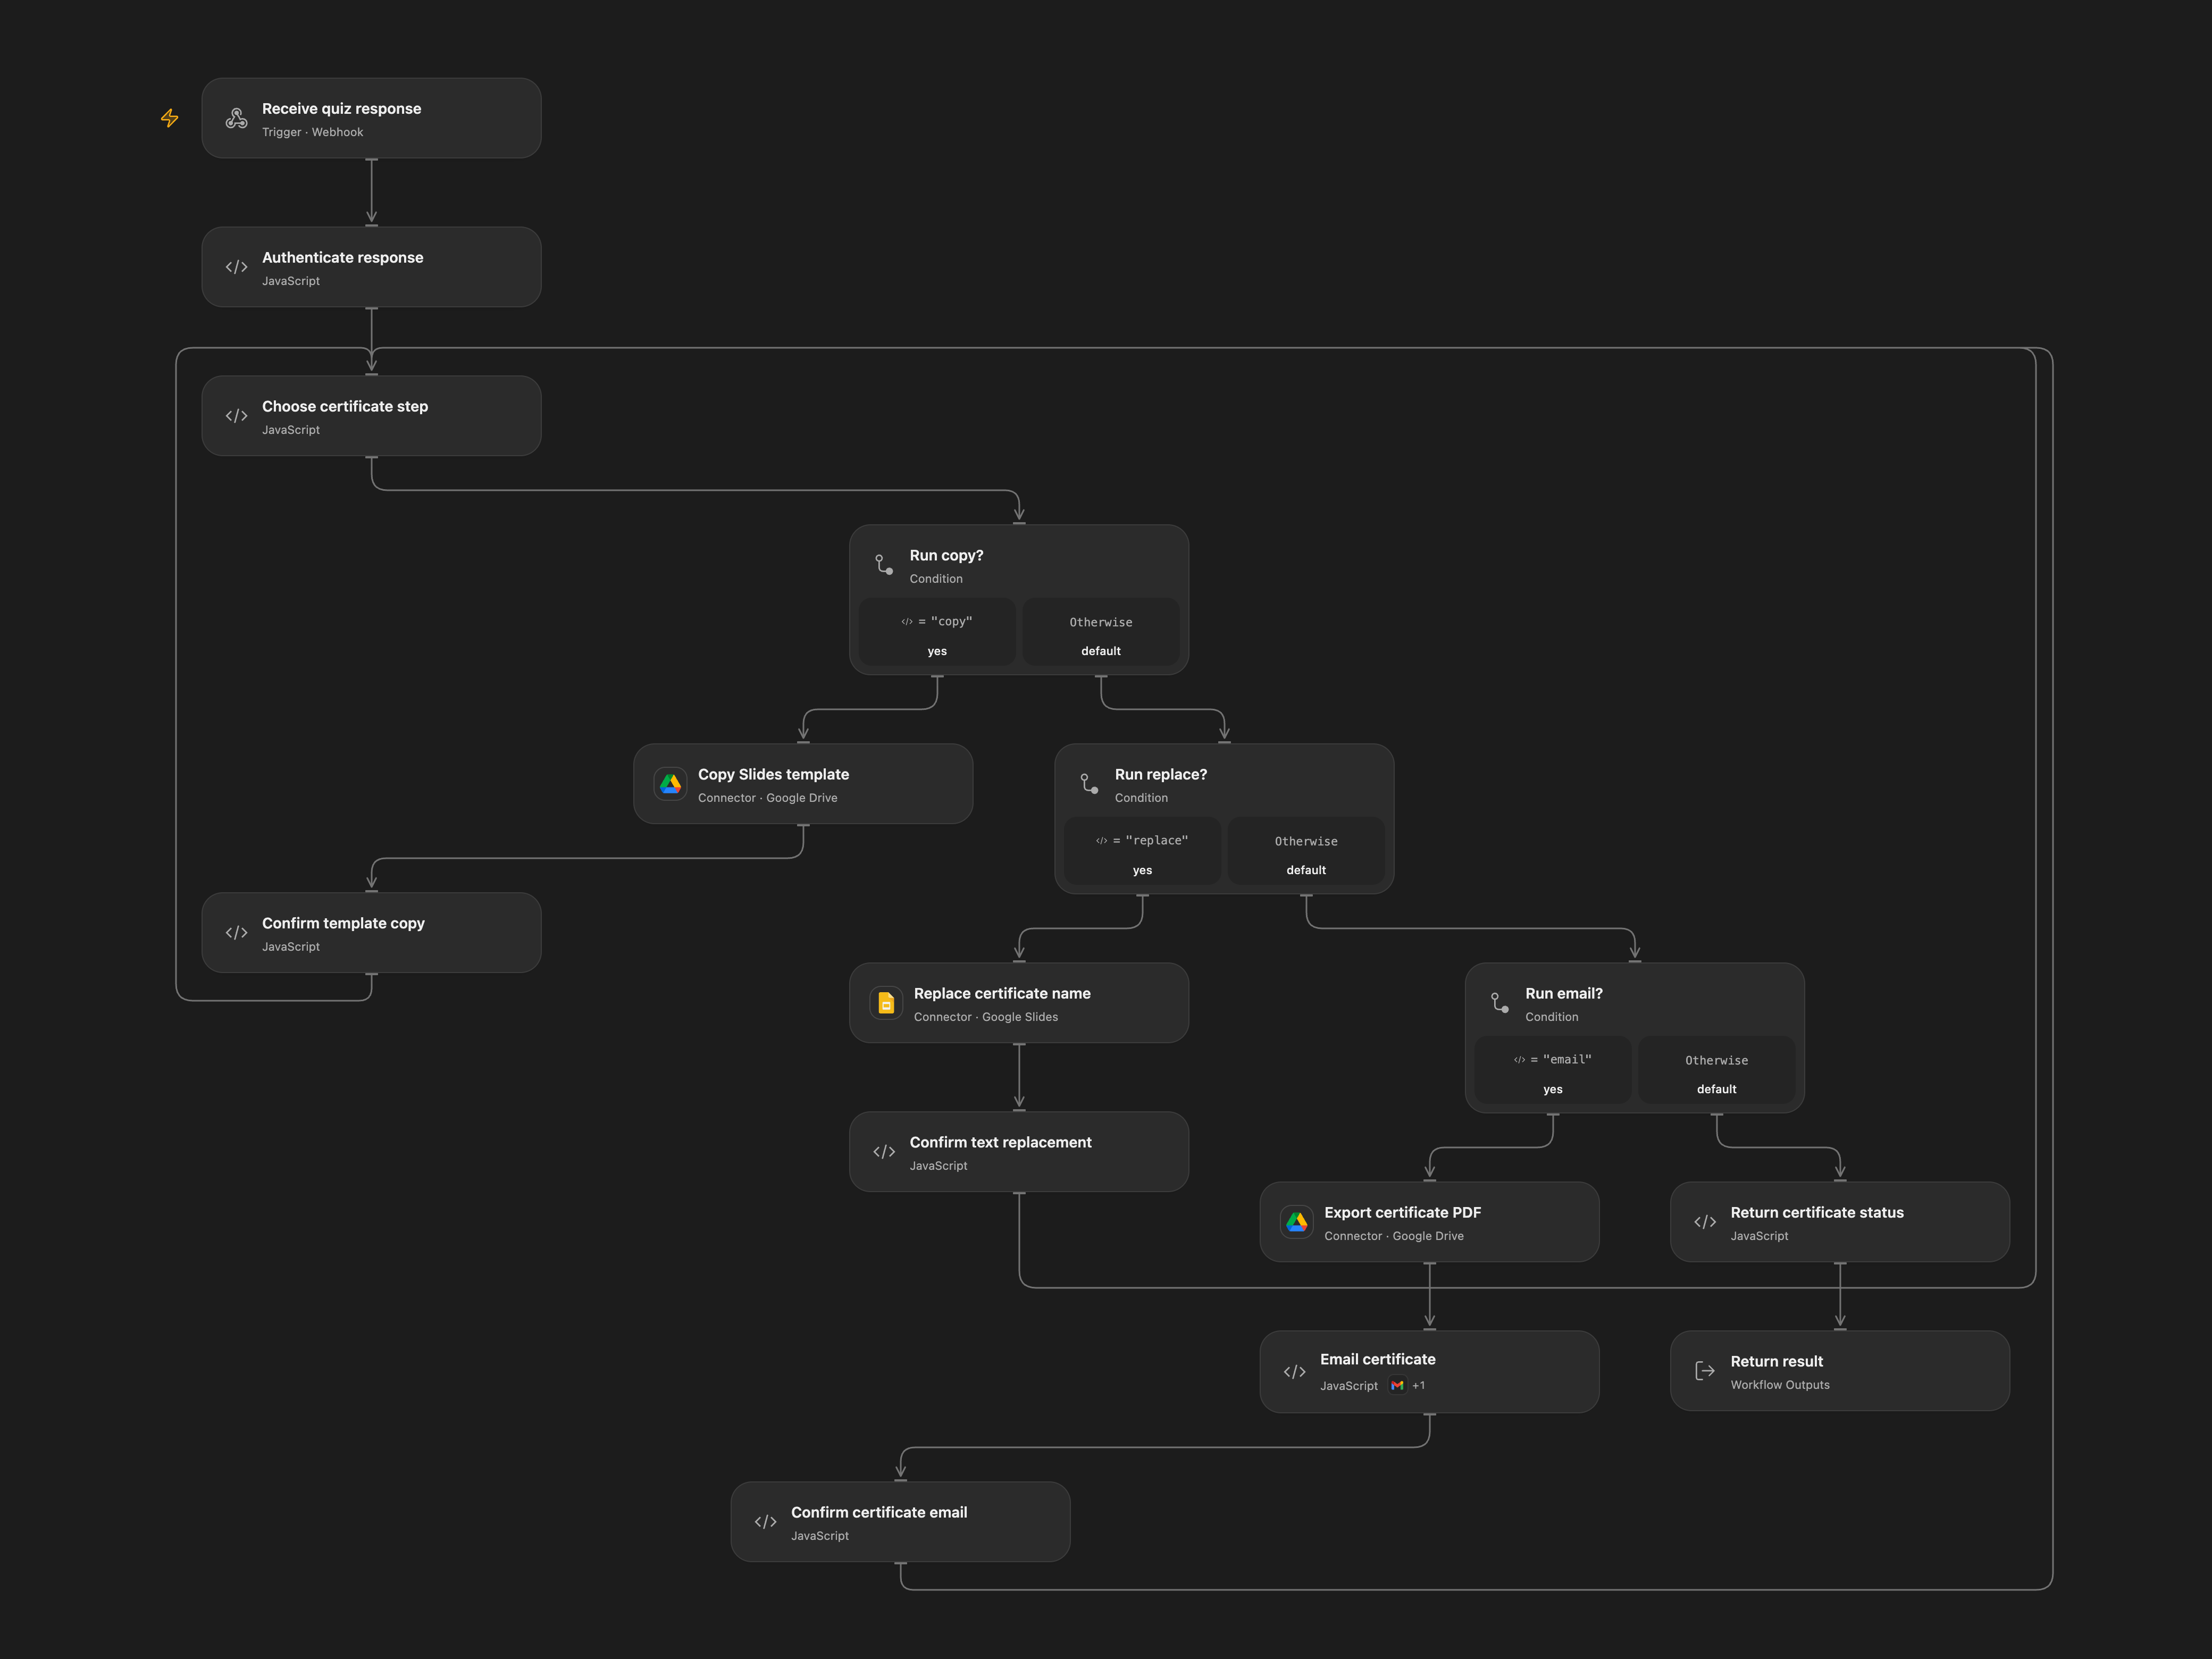 Receive quiz response
Trigger · Webhook
Authenticate response
JavaScript
Choose certificate step
JavaScript
Run copy?
Condition
</> = "copy"
yes
Otherwise
default
Copy Slides template
Connector · Google Drive
Run replace?
Condition
</> = "replace"
yes
Otherwise
default
Confirm template copy
JavaScript
Replace certificate name
Connector · Google Slides
Run email?
Condition
</> = "email"
yes
Otherwise
default
Confirm text replacement
JavaScript
Export certificate PDF
Connector · Google Drive
Return certificate status
JavaScript
Email certificate
JavaScript +1
Return result
Workflow Outputs
Confirm certificate email
JavaScript